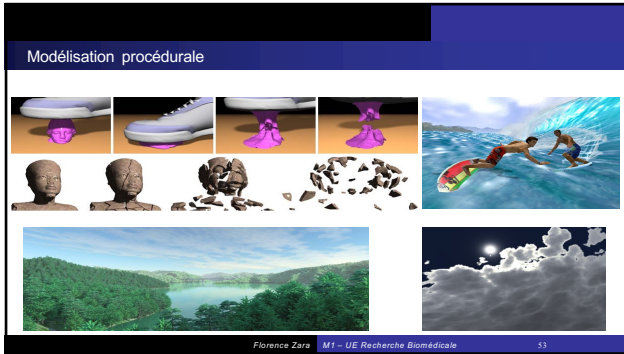 Modélisation procédurale
Florence Zara M1 – UE Recherche Biomédicale 53